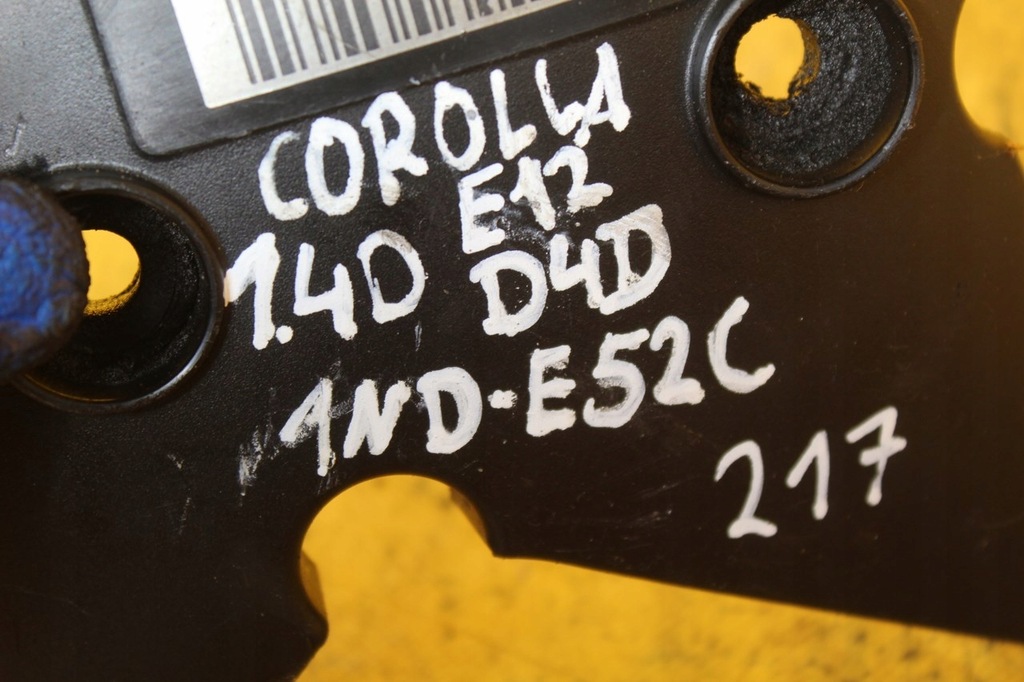 COROLLA
E12
1.4D D4D
1ND-E52C
217